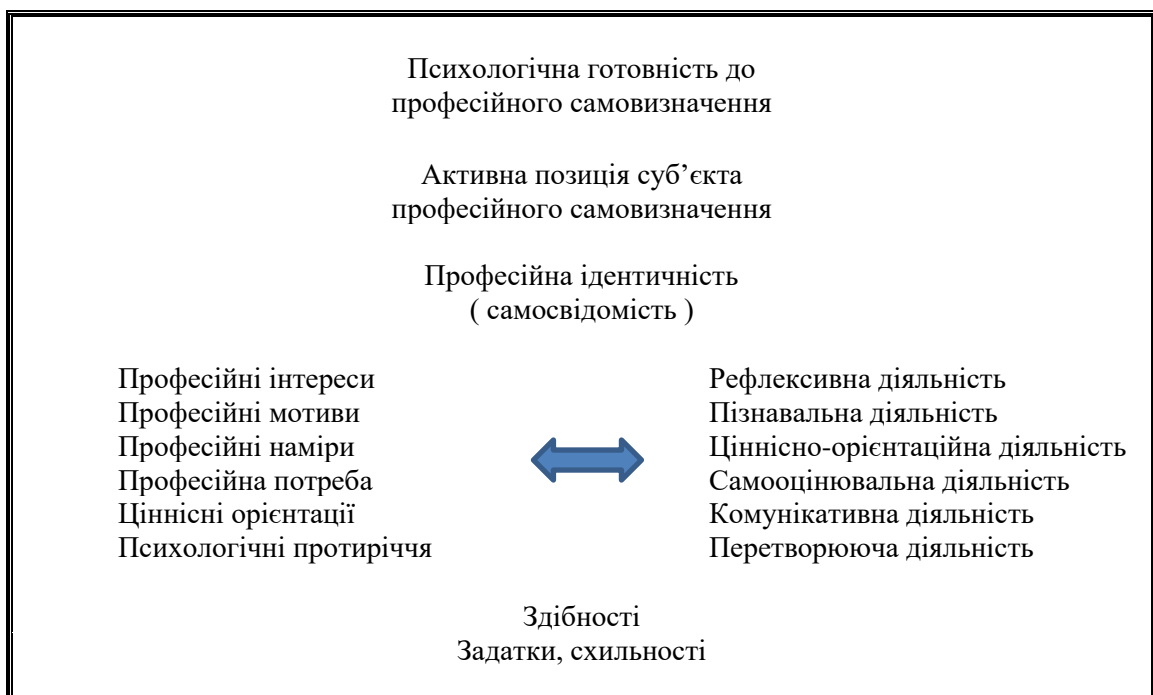 Психологічна готовність до
професійного самовизначення
Активна позиція суб’єкта
професійного самовизначення
Професійна ідентичність
( самосвідомість )
Професійні інтереси
Професійні мотиви
Професійні наміри
Професійна потреба
Ціннісні орієнтації
Психологічні протиріччя
Рефлексивна діяльність
Пізнавальна діяльність
Ціннісно-орієнтаційна діяльність
Самооцінювальна діяльність
Комунікативна діяльність
Перетворююча діяльність
Здібності
Задатки, схильності